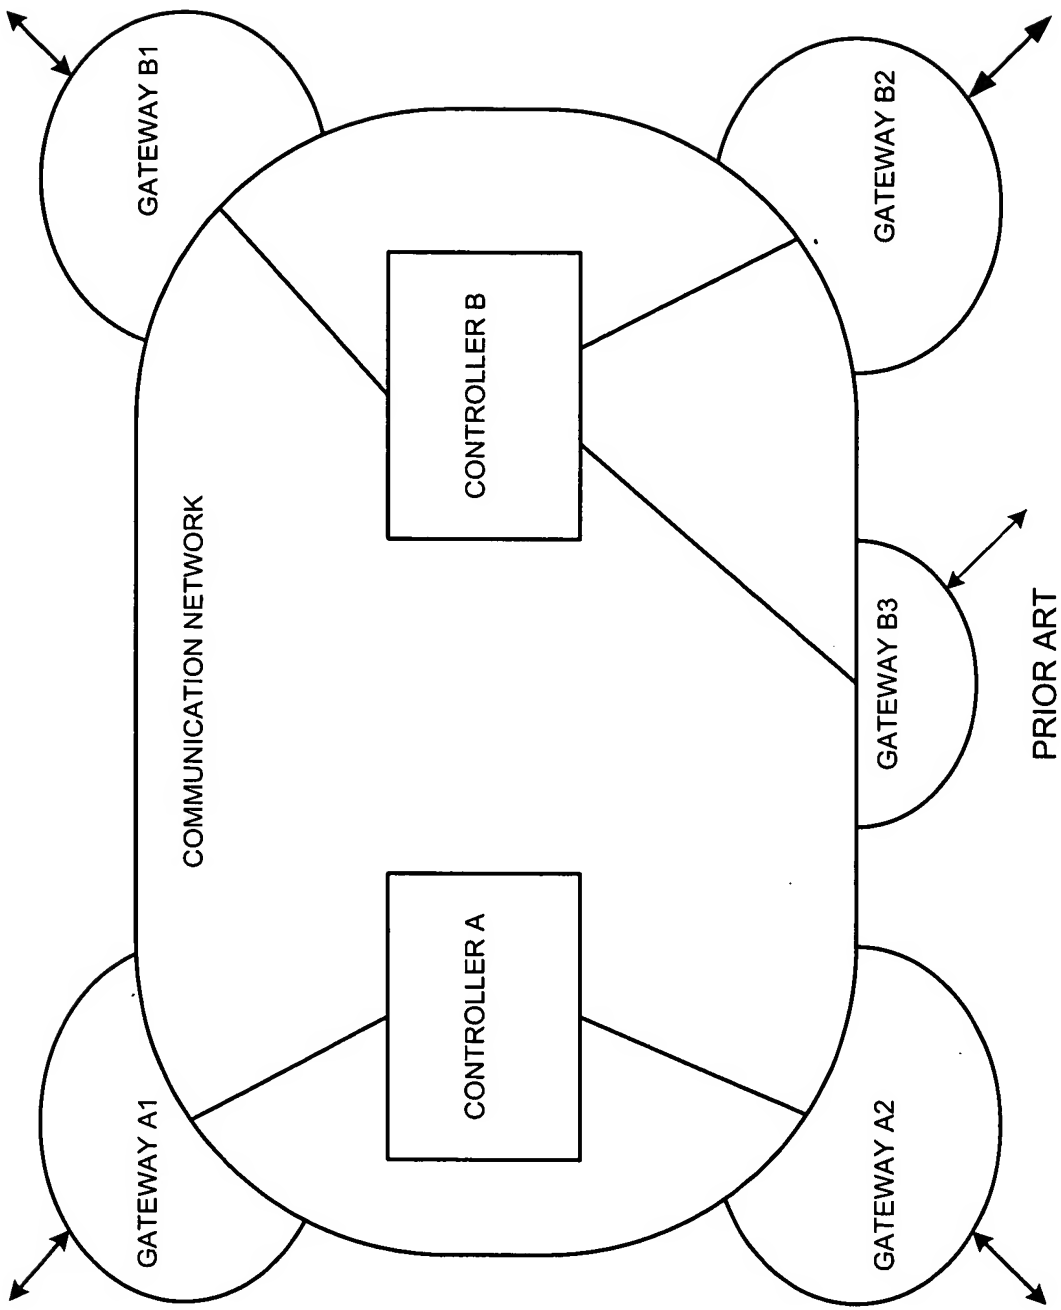 GATEWAY A1
GATEWAY B1
COMMUNICATION NETWORK
CONTROLLER A
CONTROLLER B
GATEWAY A2
GATEWAY B3
GATEWAY B2
PRIOR ART